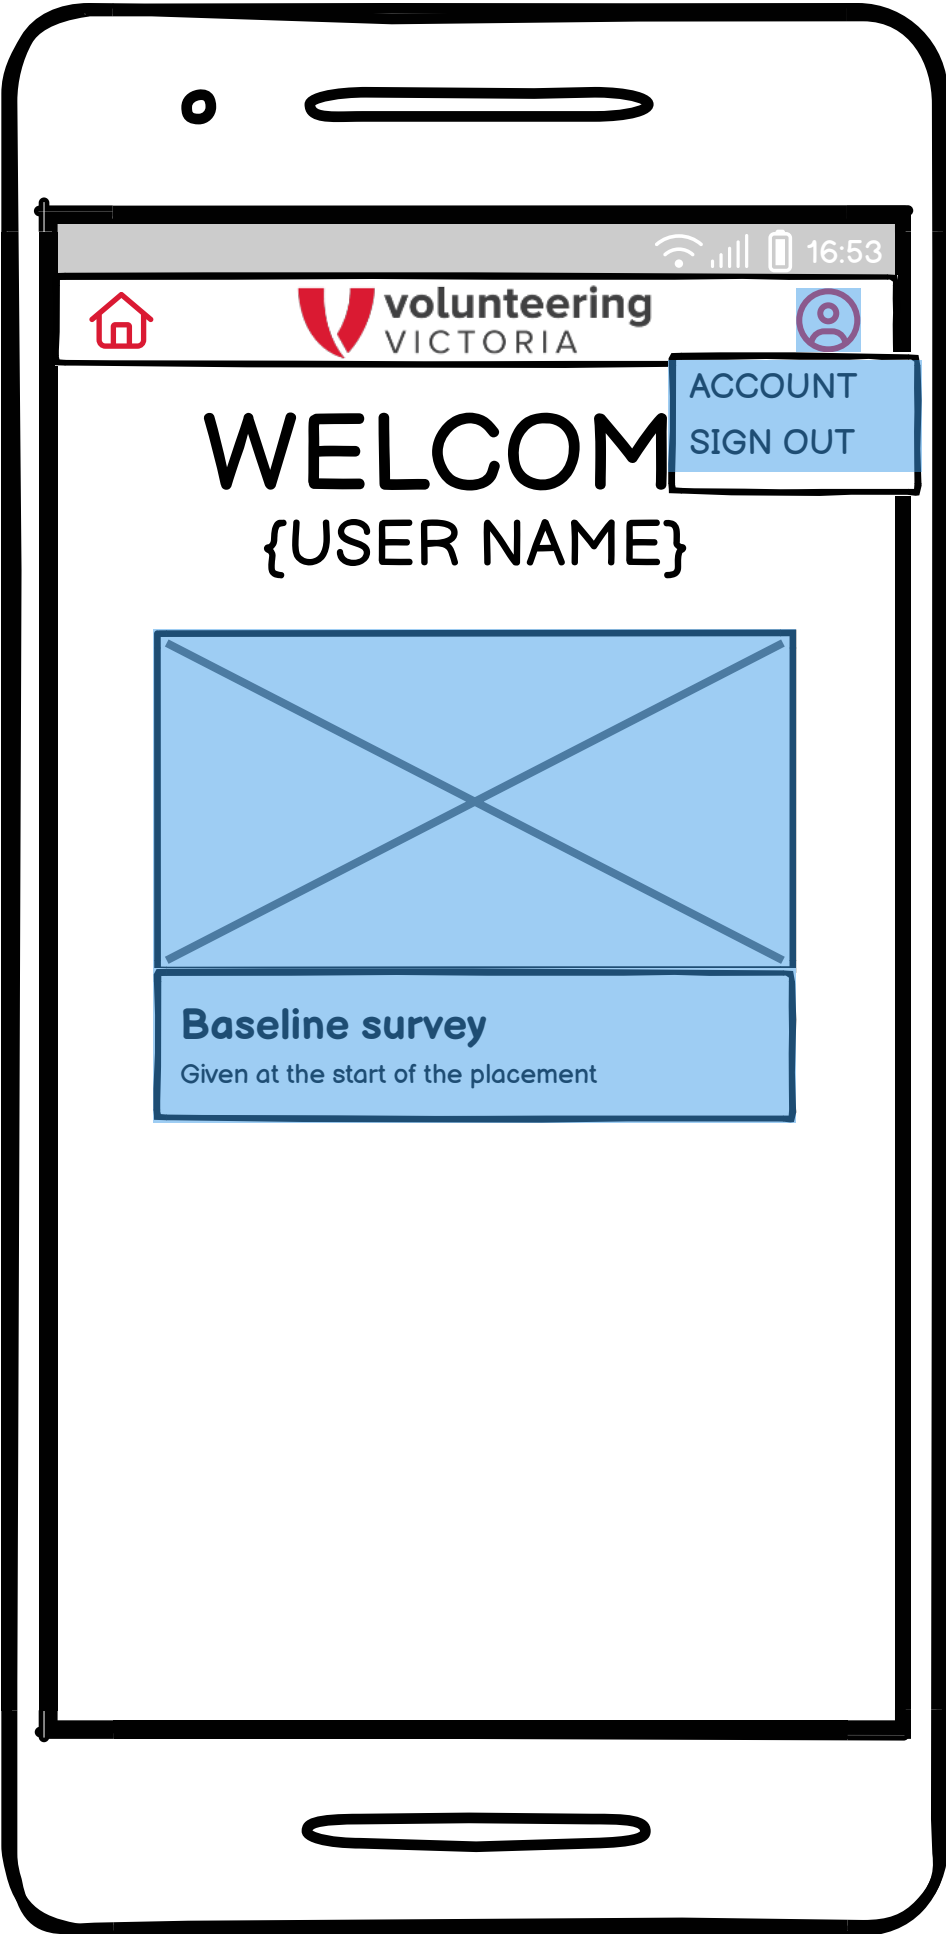 16:53
volunteering
VICTORIA
ACCOUNT
SIGN OUT
WELCOM
{USER NAME}
Baseline survey
Given at the start of the placement